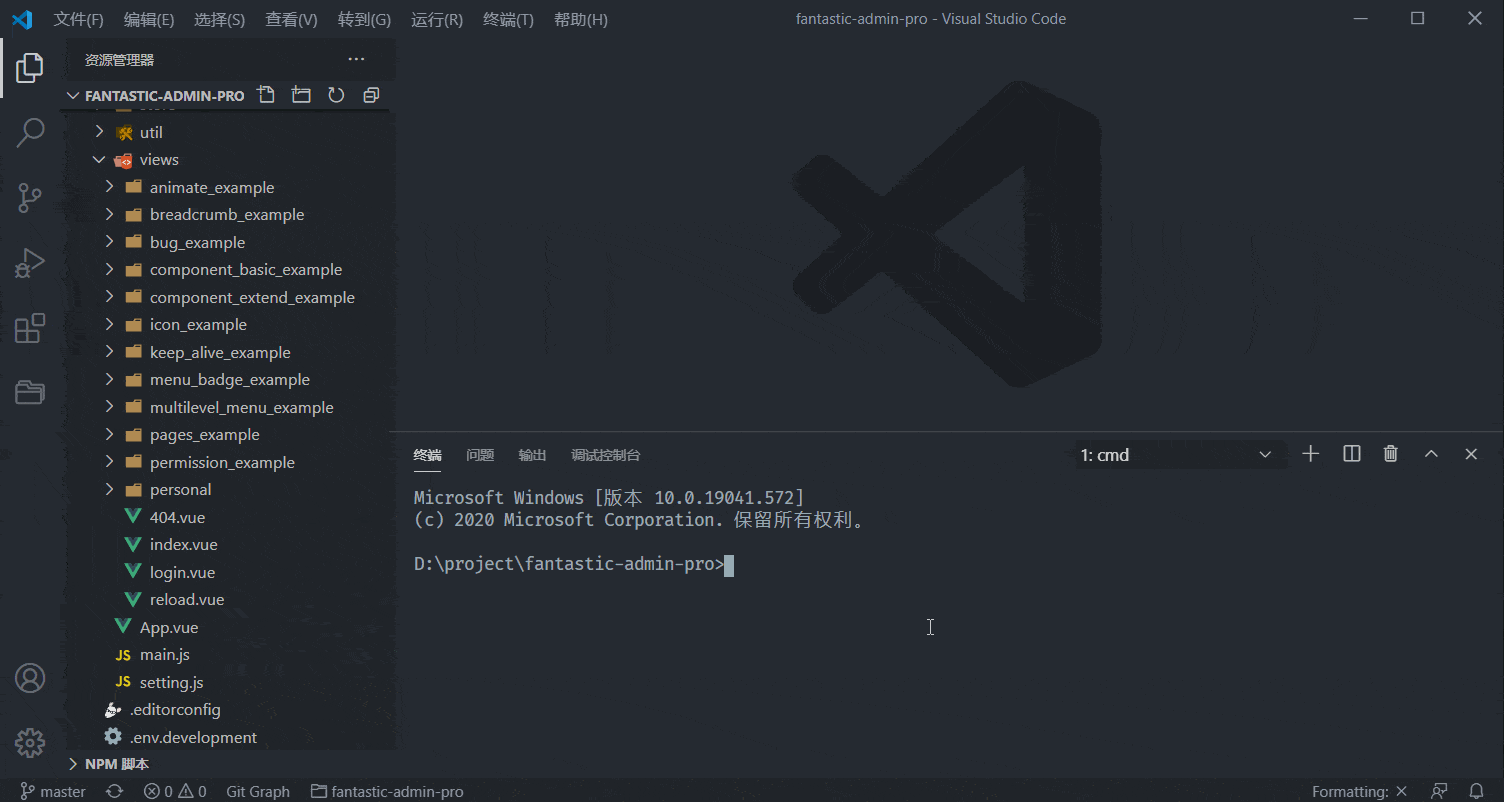 文件(F) 编辑(E) 选择(S) 查看(V) 转到(G) 运行(R) 终端(T) 帮助(H) fantastic-admin-pro - Visual Studio Code
资源管理器
FANTASTIC-ADMIN-PRO
util
views
animate_example
breadcrumb_example
bug_example
component_basic_example
component_extend_example
icon_example
keep_alive_example
menu_badge_example
multilevel_menu_example
pages_example
permission_example
personal
404.vue
index.vue
login.vue
reload.vue
App.vue
JS main.js
JS setting.js
.editorconfig
.env.development
NPM 脚本
终端 问题 输出 调试控制台 1: cmd
Microsoft Windows [版本 10.0.19041.572]
(c) 2020 Microsoft Corporation. 保留所有权利。
D:\project\fantastic-admin-pro>
master 0 0 Git Graph fantastic-admin-pro Formatting: ×